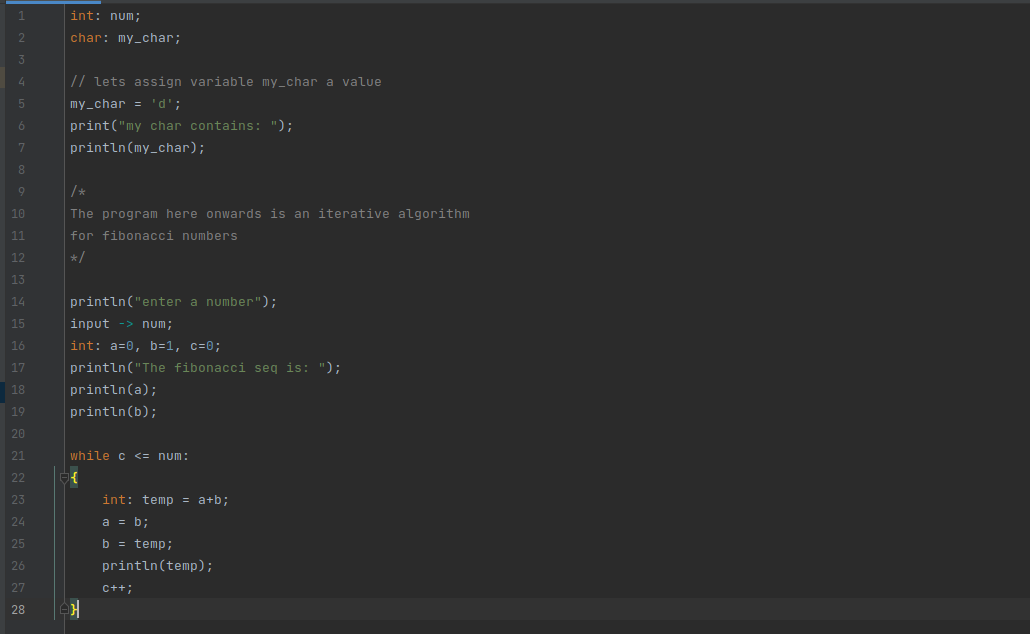 1 int: num;
2 char: my_char;
3
4 // lets assign variable my_char a value
5 my_char = 'd';
6 print("my char contains: ");
7 println(my_char);
8
9 /*
10 The program here onwards is an iterative algorithm
11 for fibonacci numbers
12 */
13
14 println("enter a number");
15 input -> num;
16 int: a=0, b=1, c=0;
17 println("The fibonacci seq is: ");
18 println(a);
19 println(b);
20
21 while c <= num:
22 {
23     int: temp = a+b;
24     a = b;
25     b = temp;
26     println(temp);
27     c++;
28 }